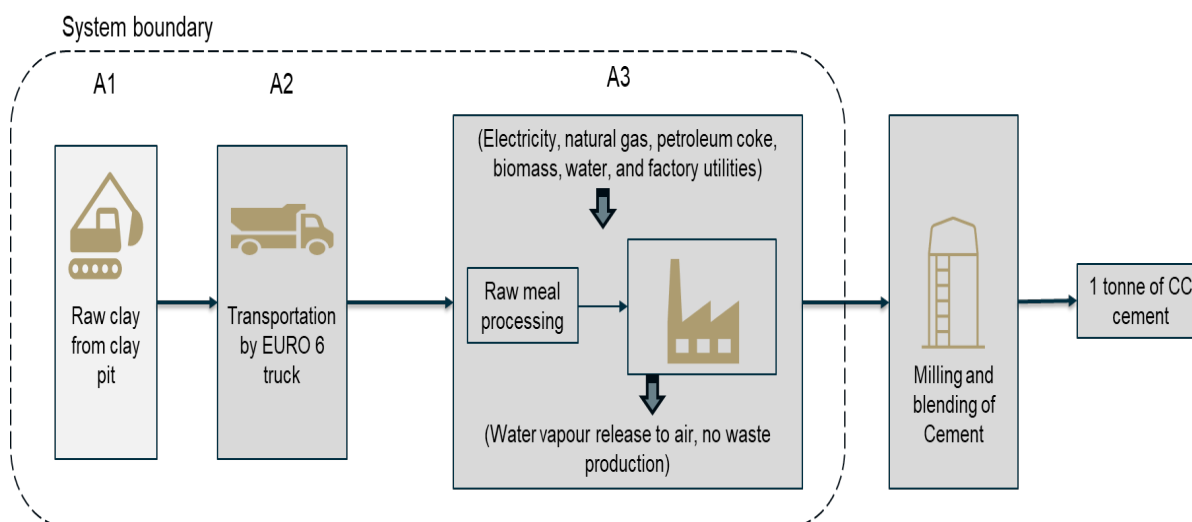 System boundary
A1
A2
A3
Raw clay
from clay
pit
Transportation
by EURO 6
truck
(Electricity, natural gas, petroleum coke,
biomass, water, and factory utilities)
Raw meal
processing
(Water vapour release to air, no waste
production)
Milling and
blending of
Cement
1 tonne of CC
cement